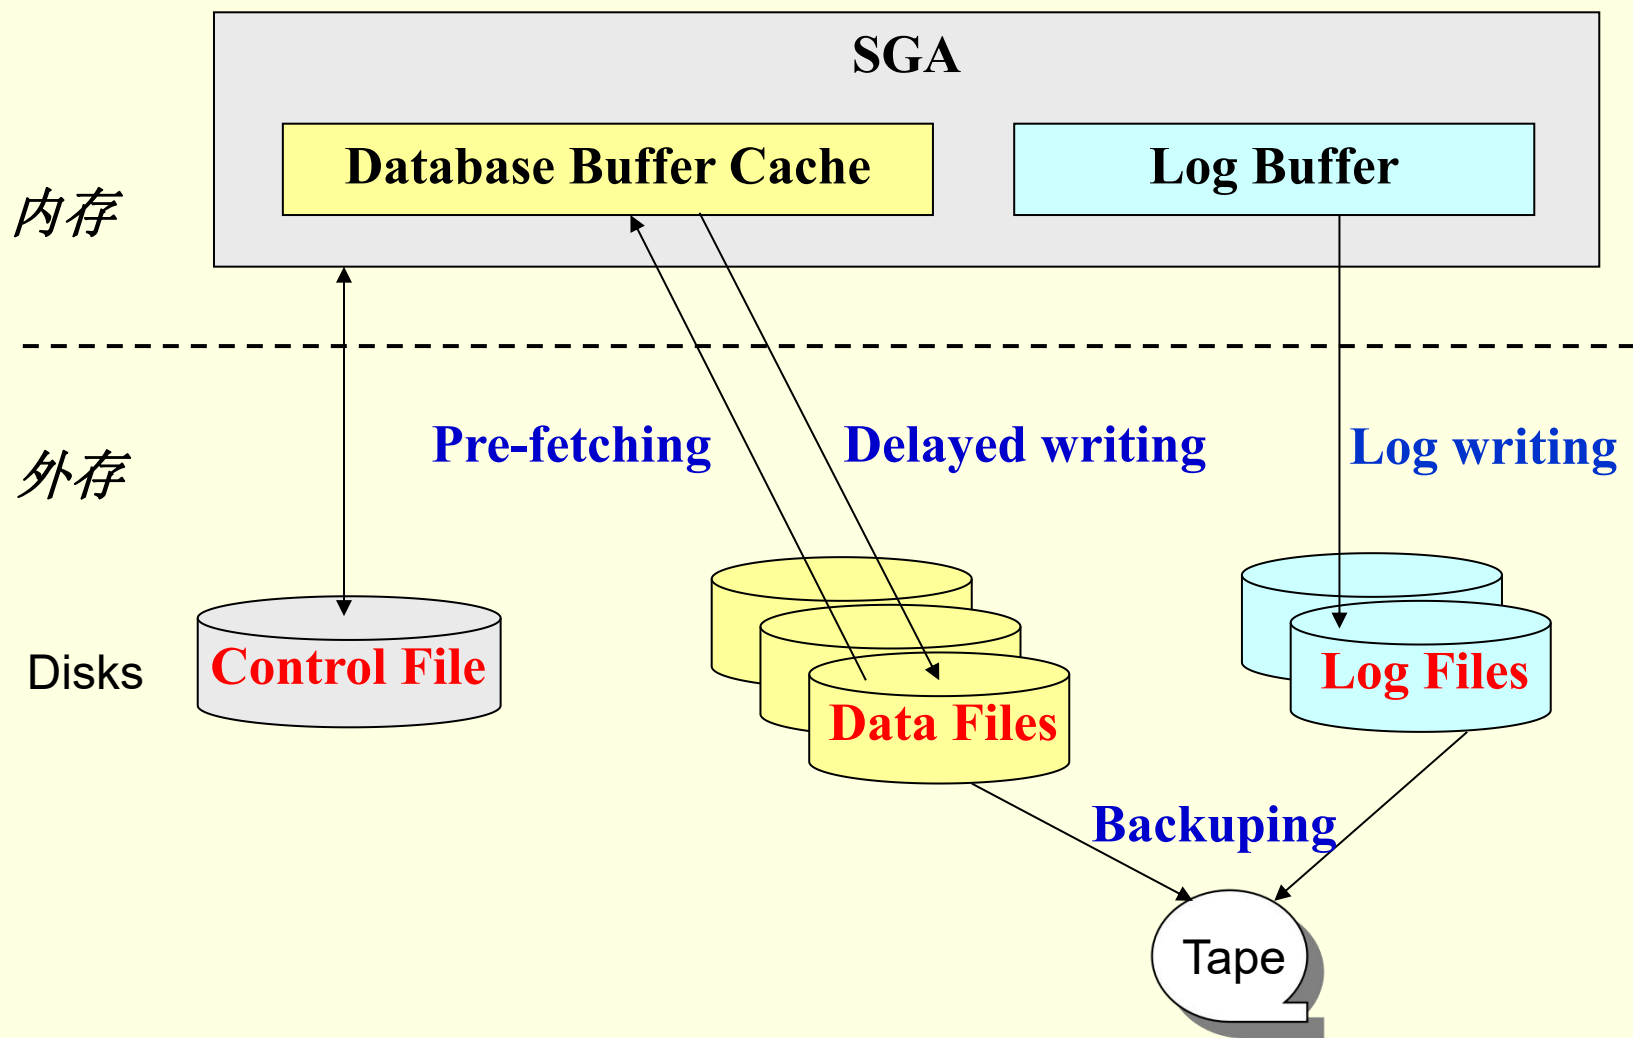 SGA
Database Buffer Cache
Log Buffer
内存
外存
Pre-fetching
Delayed writing
Log writing
Disks
Control File
Data Files
Log Files
Backuping
Tape